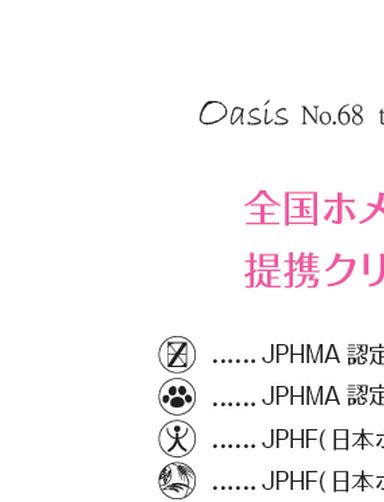 Oasis No.68 t
全国ホメ
提携クリ
...... JPHMA 認定
...... JPHMA 認定
...... JPHF(日本ホ
...... JPHF(日本ホ